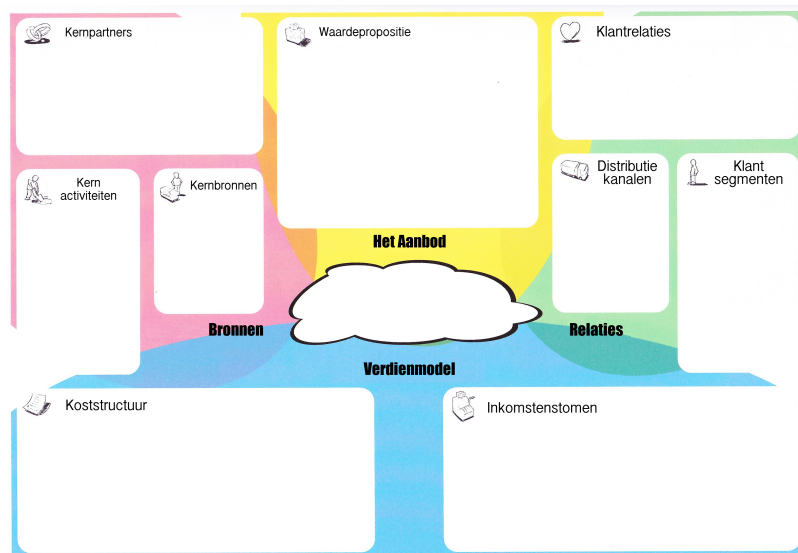 Kernpartners
Waardepropositie
Klantrelaties
Kern
activiteiten
Kernbronnen
Distributie
kanalen
Klant
segmenten
Het Aanbod
Bronnen
Relaties
Verdienmodel
Koststructuur
Inkomstenstomen